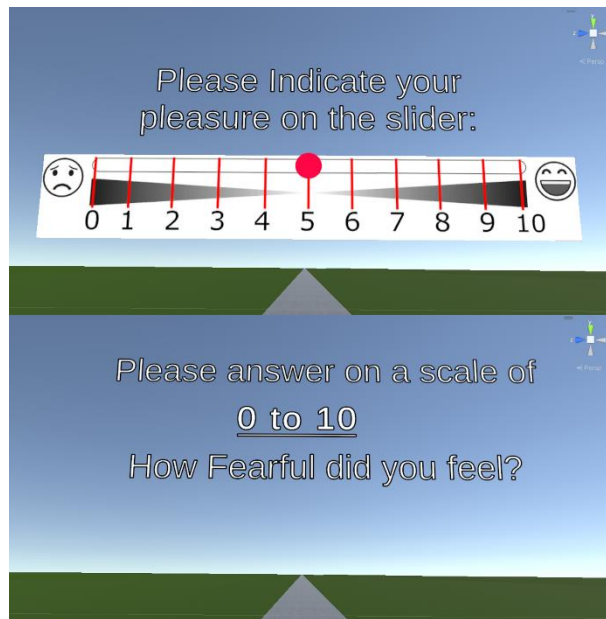 Please Indicate your
pleasure on the slider:
0 1 2 3 4 5 6 7 8 9 10
Please answer on a scale of
0 to 10
How Fearful did you feel?